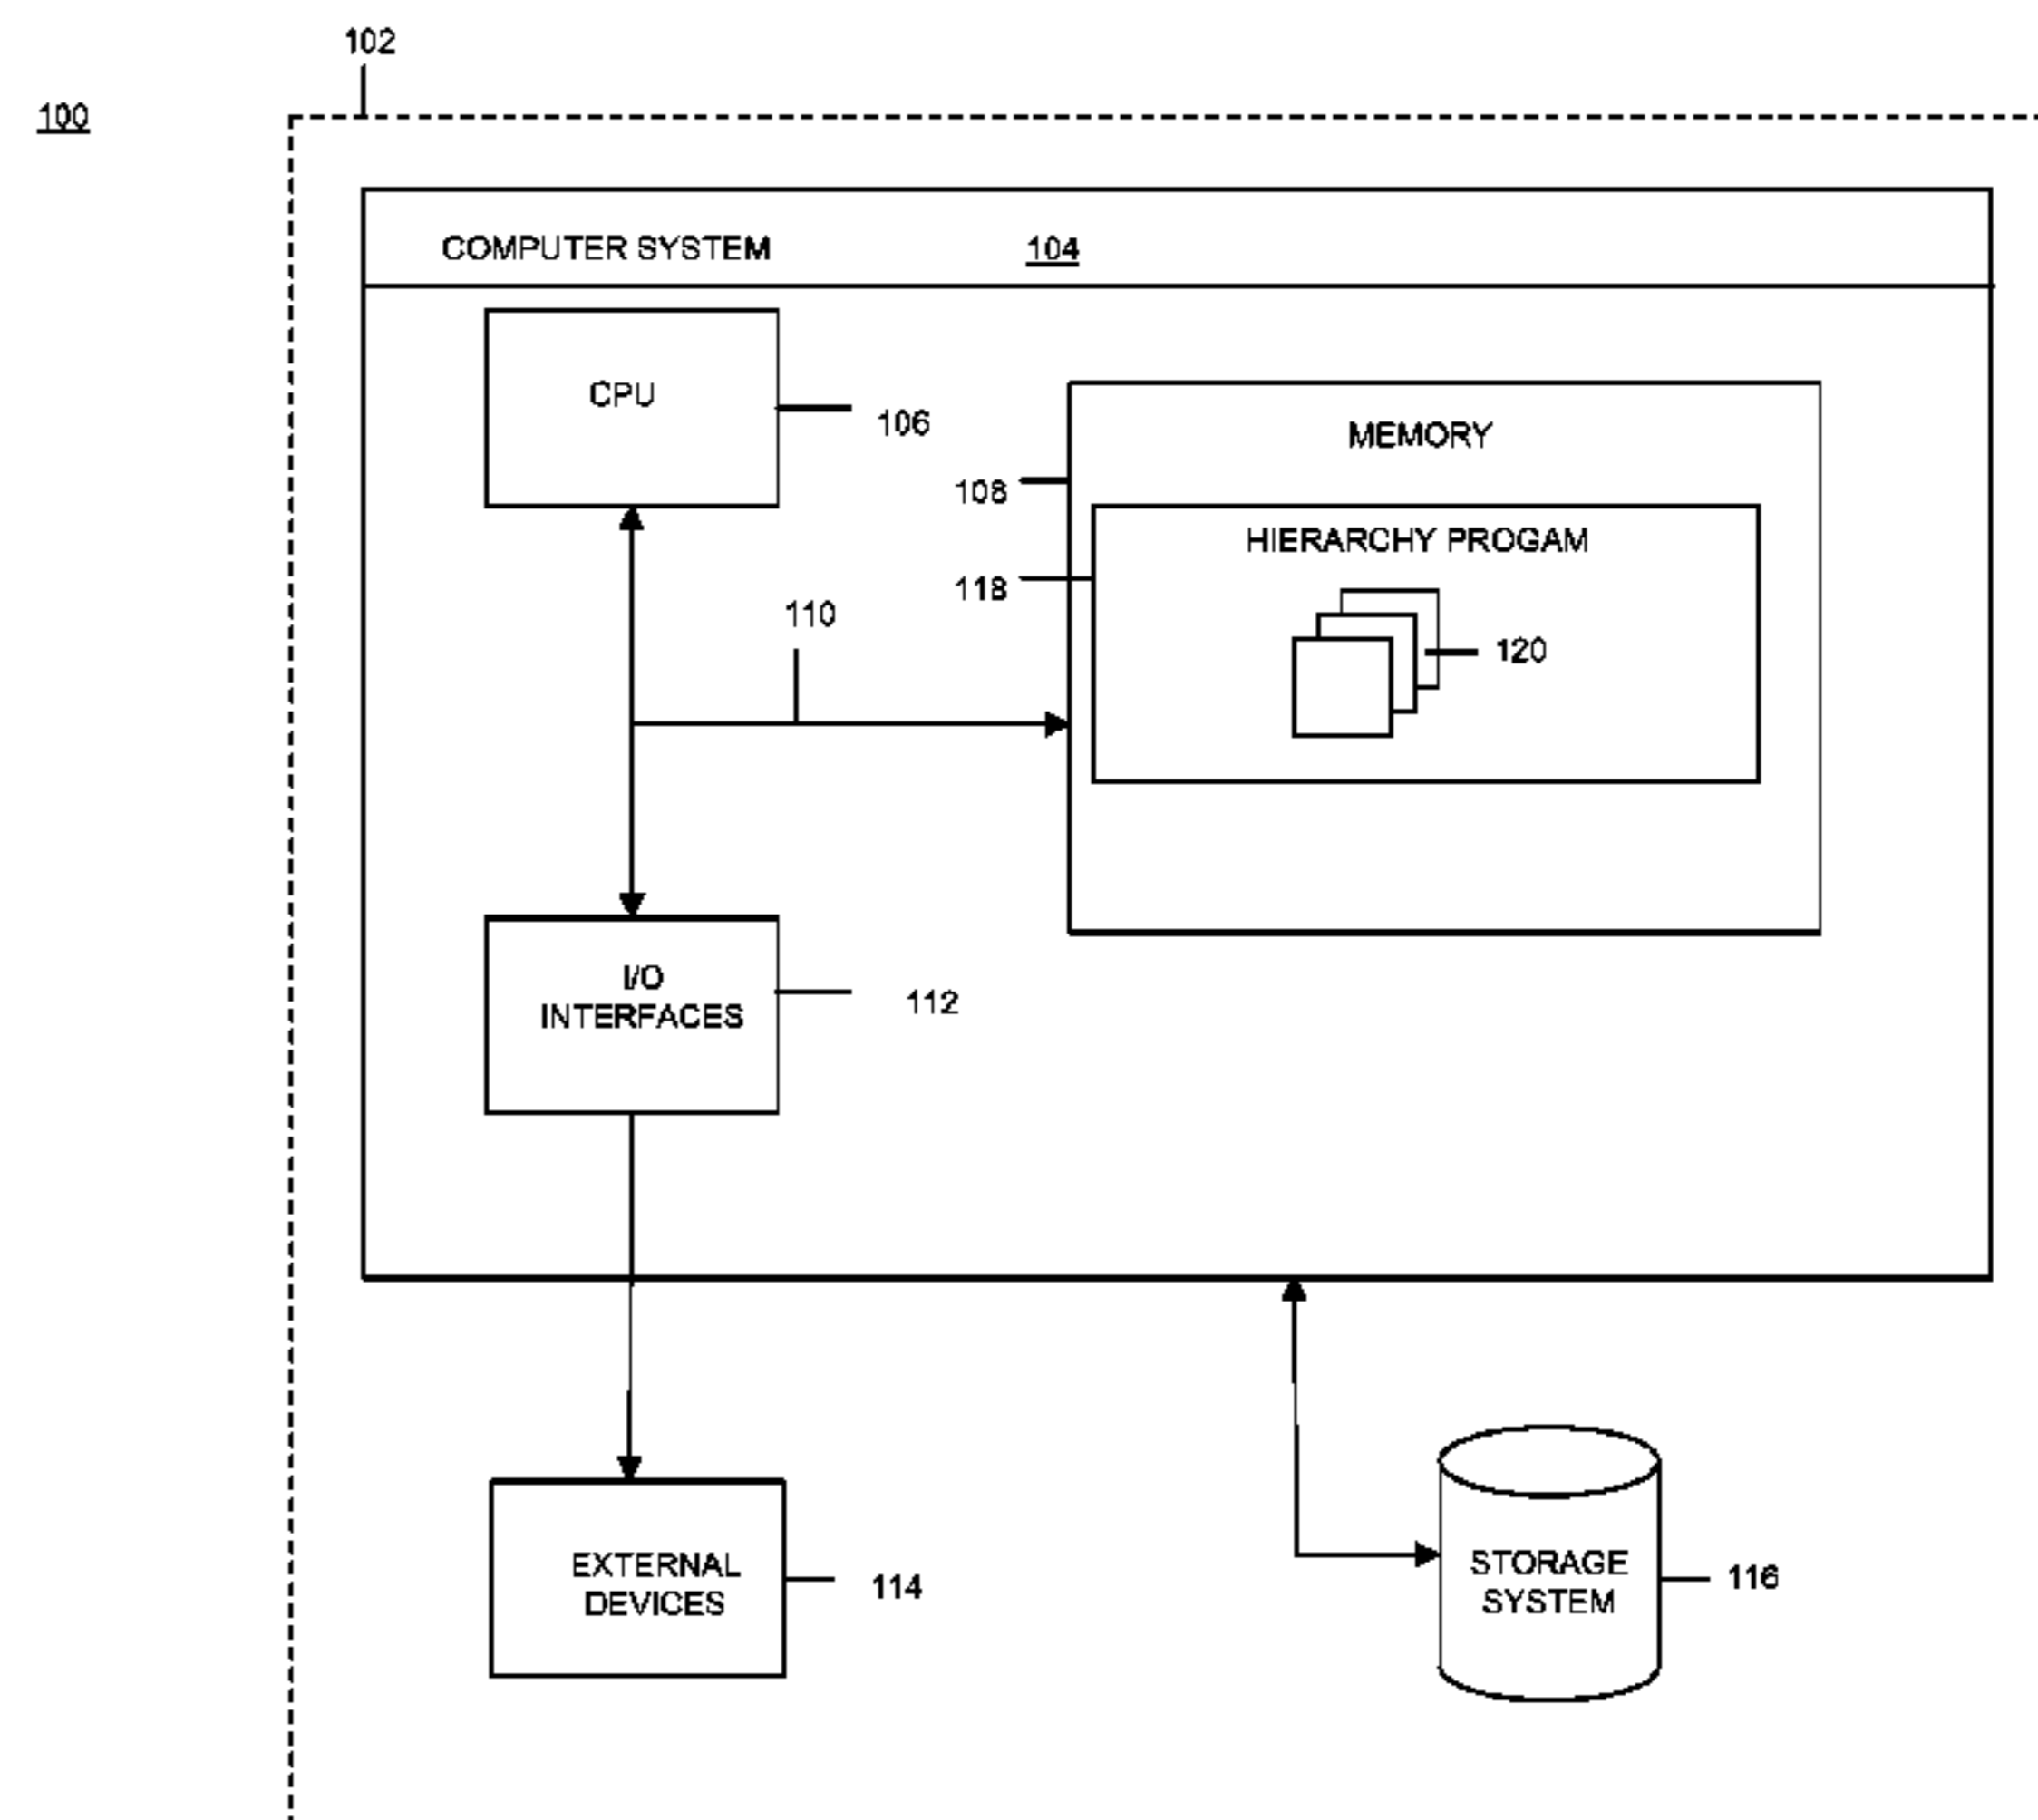 102
100
COMPUTER SYSTEM 104
CPU
106
MEMORY
108
HIERARCHY PROGAM
118
110
120
I/O
INTERFACES
112
EXTERNAL
DEVICES
114
STORAGE
SYSTEM
116